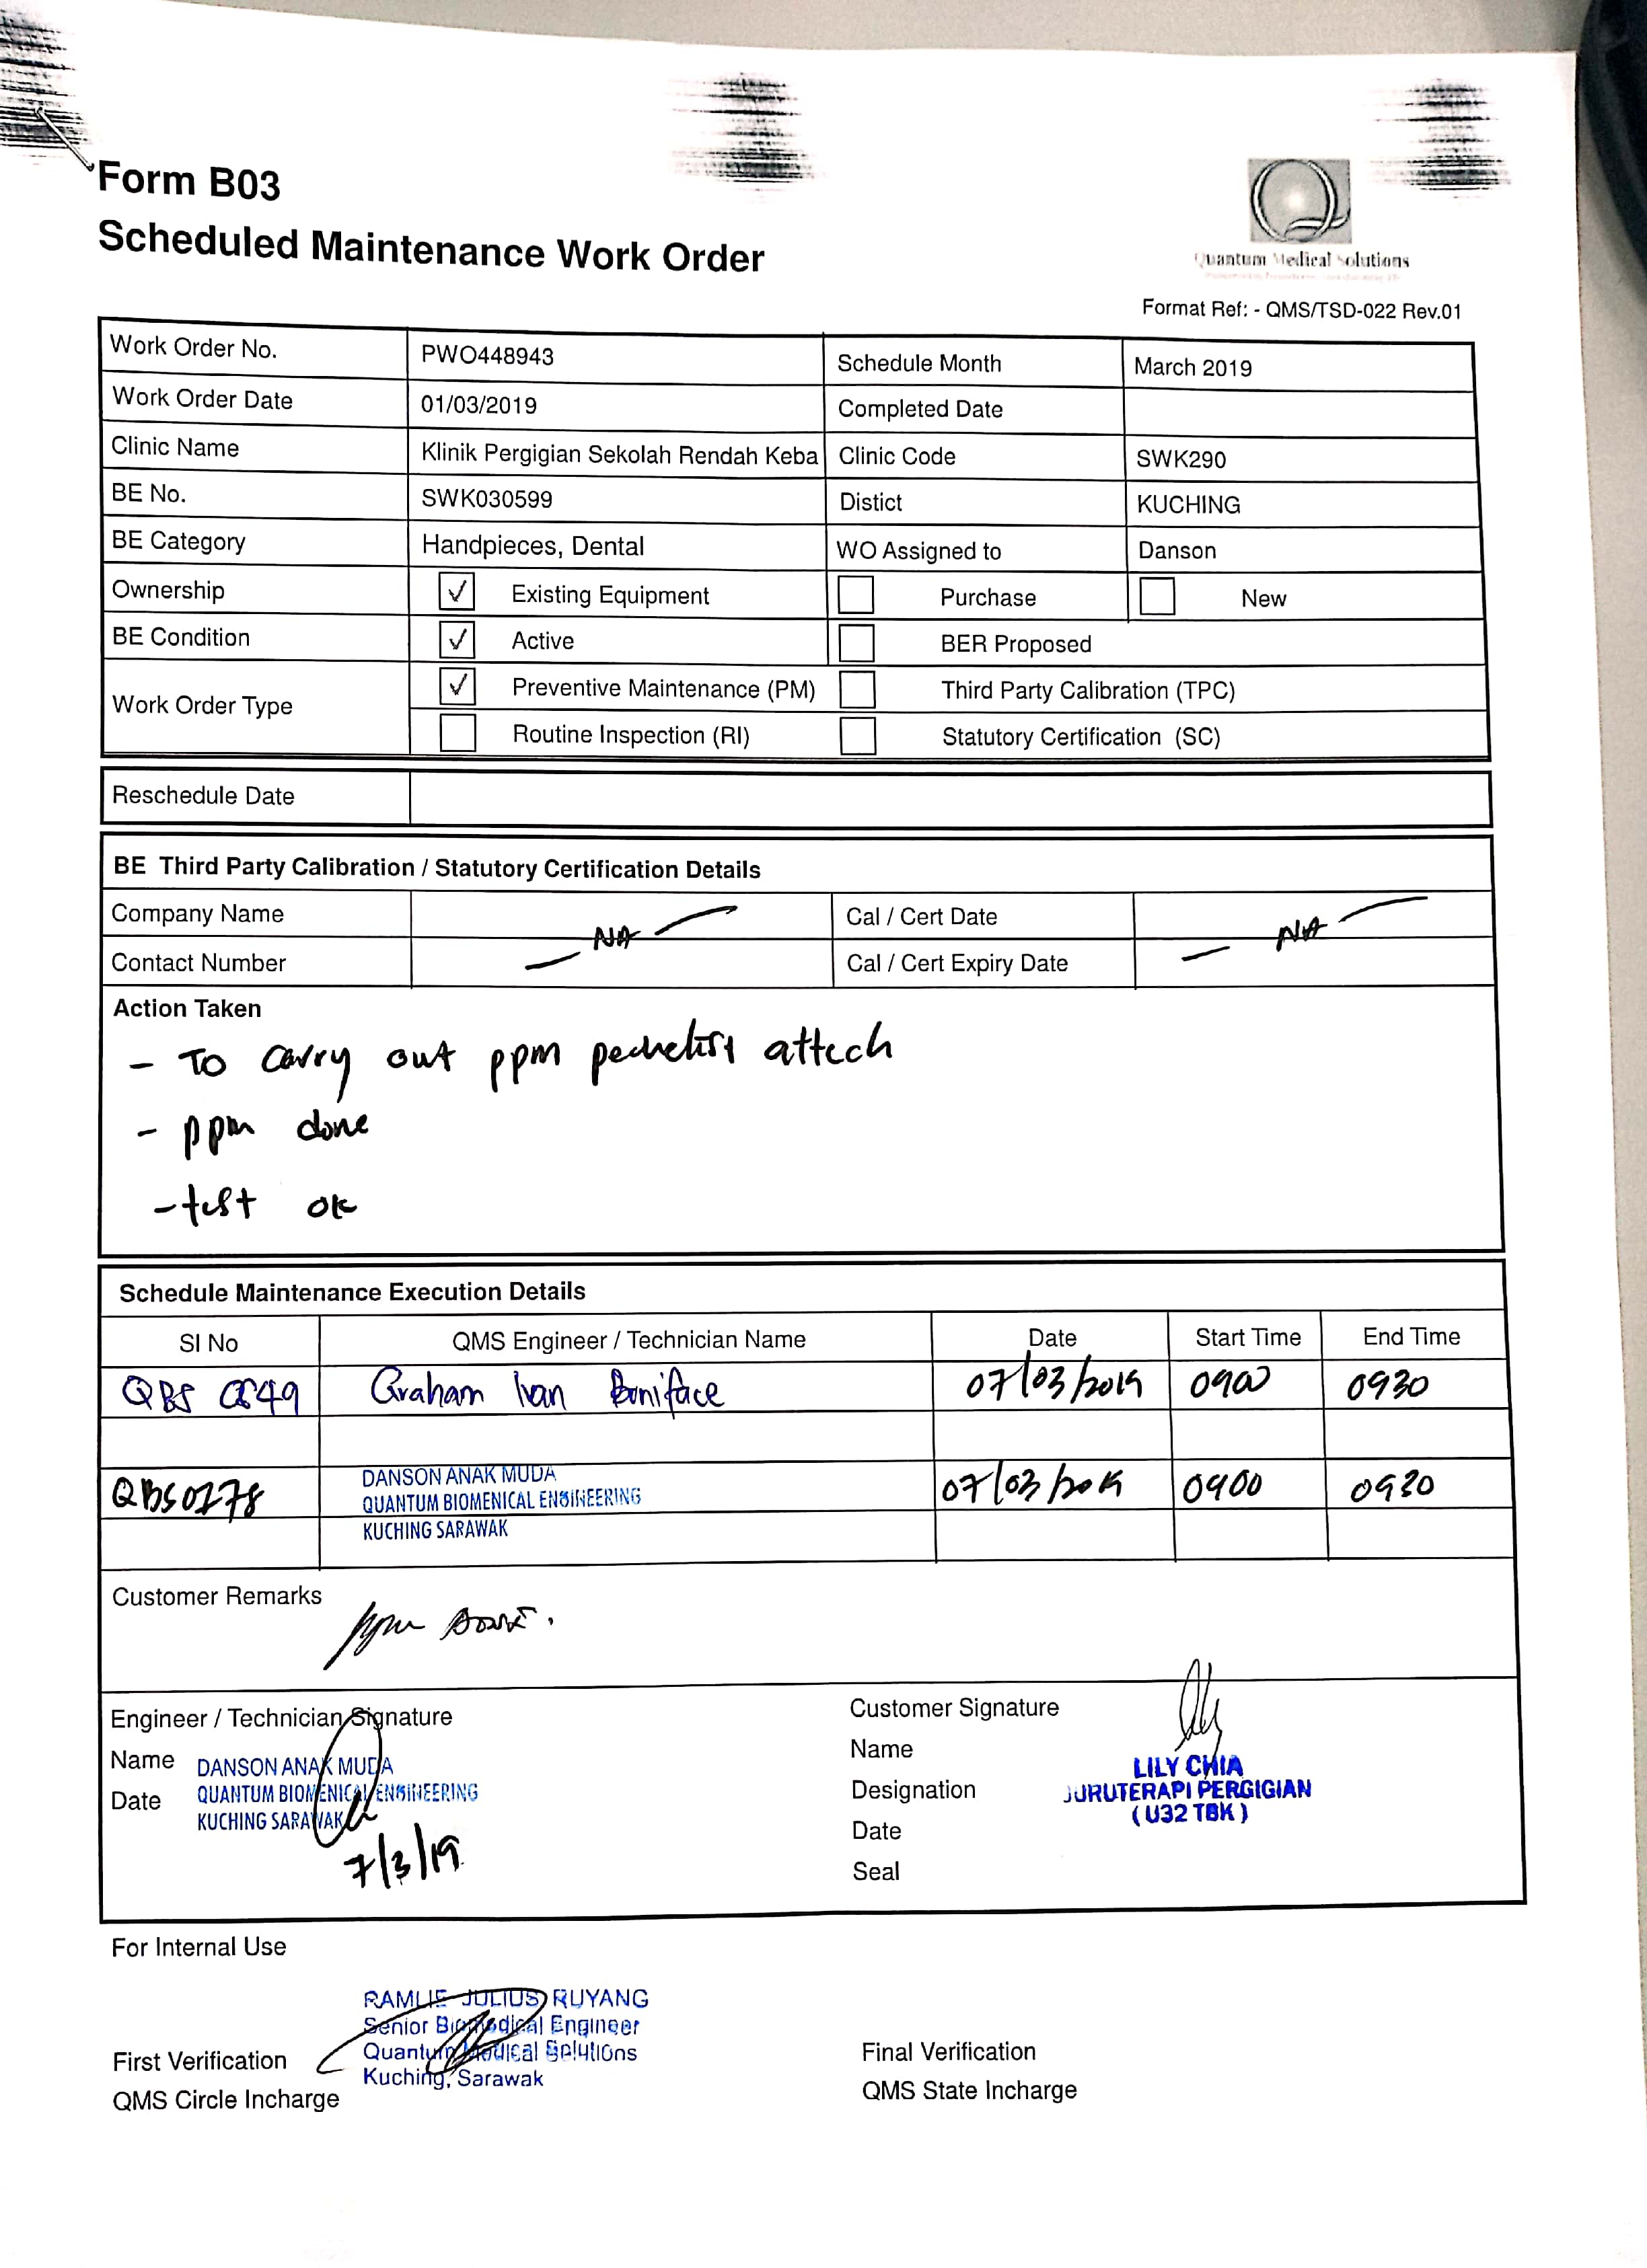 Form B03
Scheduled Maintenance Work Order
Quantum Medical Solutions
Format Ref: - QMS/TSD-022 Rev.01
Work Order No. PWO448943 Schedule Month March 2019
Work Order Date 01/03/2019 Completed Date
Clinic Name Klinik Pergigian Sekolah Rendah Keba Clinic Code SWK290
BE No. SWK030599 Distict KUCHING
BE Category Handpieces, Dental WO Assigned to Danson
Ownership ✓ Existing Equipment Purchase New
BE Condition ✓ Active BER Proposed
Work Order Type ✓ Preventive Maintenance (PM) Third Party Calibration (TPC)
Routine Inspection (RI) Statutory Certification (SC)
Reschedule Date
BE Third Party Calibration / Statutory Certification Details
Company Name NA Cal / Cert Date NA
Contact Number Cal / Cert Expiry Date
Action Taken
- To carry out ppm attech
- ppm done
- test ok
Schedule Maintenance Execution Details
SI No QMS Engineer / Technician Name Date Start Time End Time
QBS Graham Ivan Boniface 07/03/2019 0900 0930
QBS0278 DANSON ANAK MUDA 07/03/2019 0900 0930
QUANTUM BIOMENICAL ENGINEERING
KUCHING SARAWAK
Customer Remarks
ppm done.
Engineer / Technician Signature Customer Signature
Name DANSON ANAK MUDA Name LILY CHIA
Date QUANTUM BIOMENICAL ENGINEERING Designation JURUTERAPI PERGIGIAN
KUCHING SARAWAK Date (U32 TBK)
7/3/19 Seal
For Internal Use
RAMLIE JULIUS RUYANG
Senior Biomedical Engineer
Quantum Medical Solutions
Kuching, Sarawak
First Verification Final Verification
QMS Circle Incharge QMS State Incharge